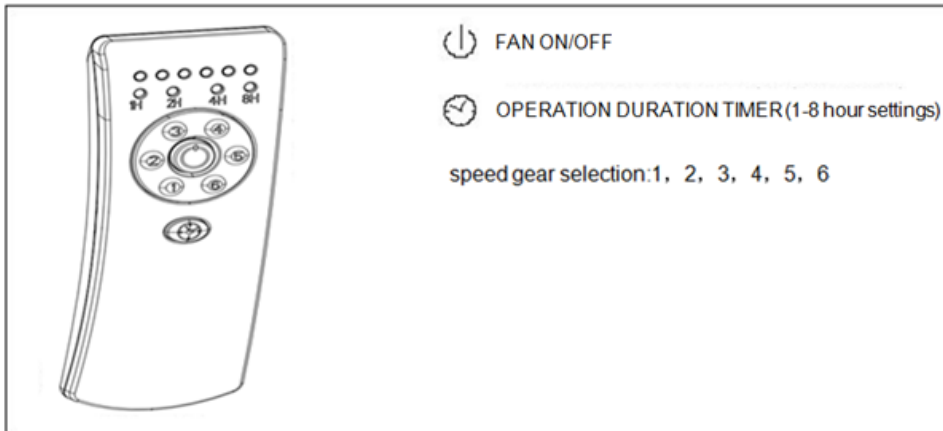 FAN ON/OFF
OPERATION DURATION TIMER (1-8 hour settings)
speed gear selection:1, 2, 3, 4, 5, 6
1H 2H 4H 8H
3 4
2 5
1 6